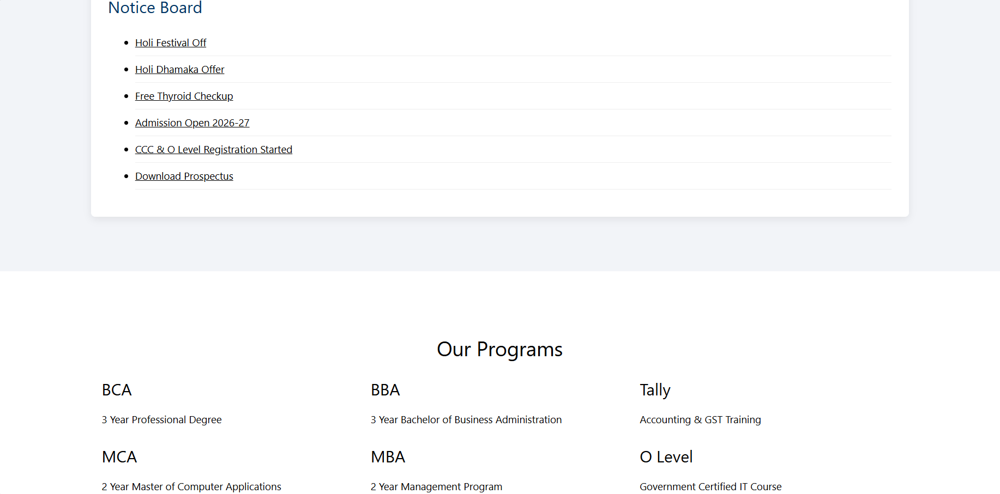 Notice Board
Holi Festival Off
Holi Dhamaka Offer
Free Thyroid Checkup
Admission Open 2026-27
CCC & O Level Registration Started
Download Prospectus
Our Programs
BCA
3 Year Professional Degree
BBA
3 Year Bachelor of Business Administration
Tally
Accounting & GST Training
MCA
2 Year Master of Computer Applications
MBA
2 Year Management Program
O Level
Government Certified IT Course